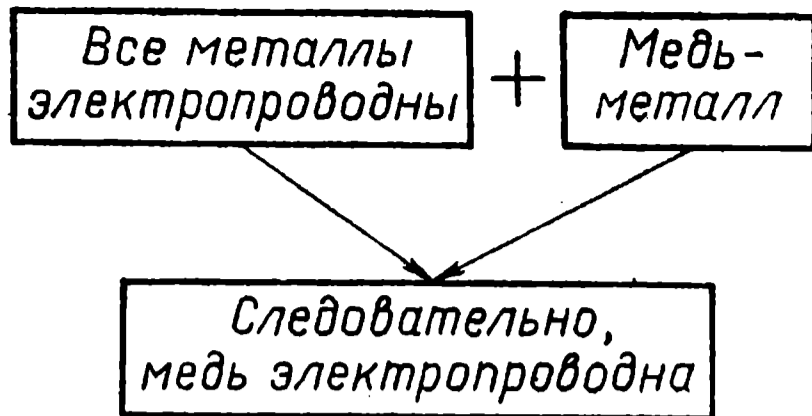 Все металлы
электропроводны
+
Медь-
металл
Следовательно,
медь электропроводна